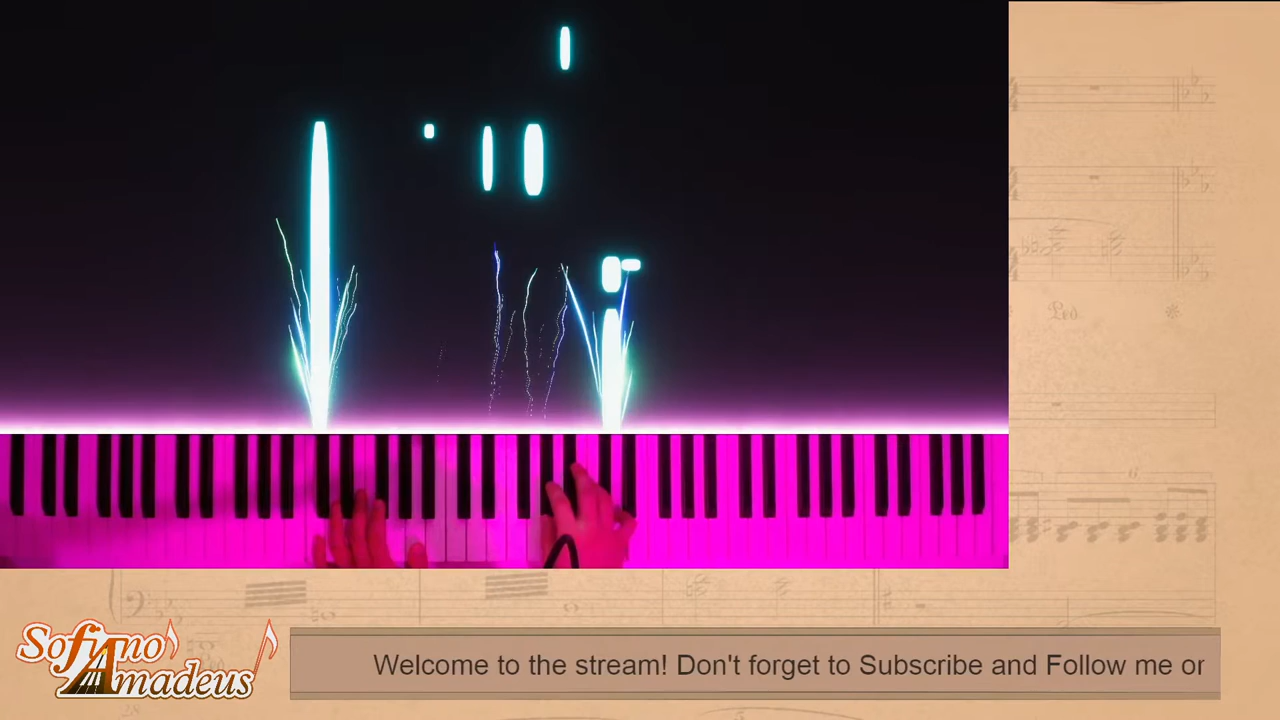 Sofiano
Amadeus
Welcome to the stream! Don't forget to Subscribe and Follow me or